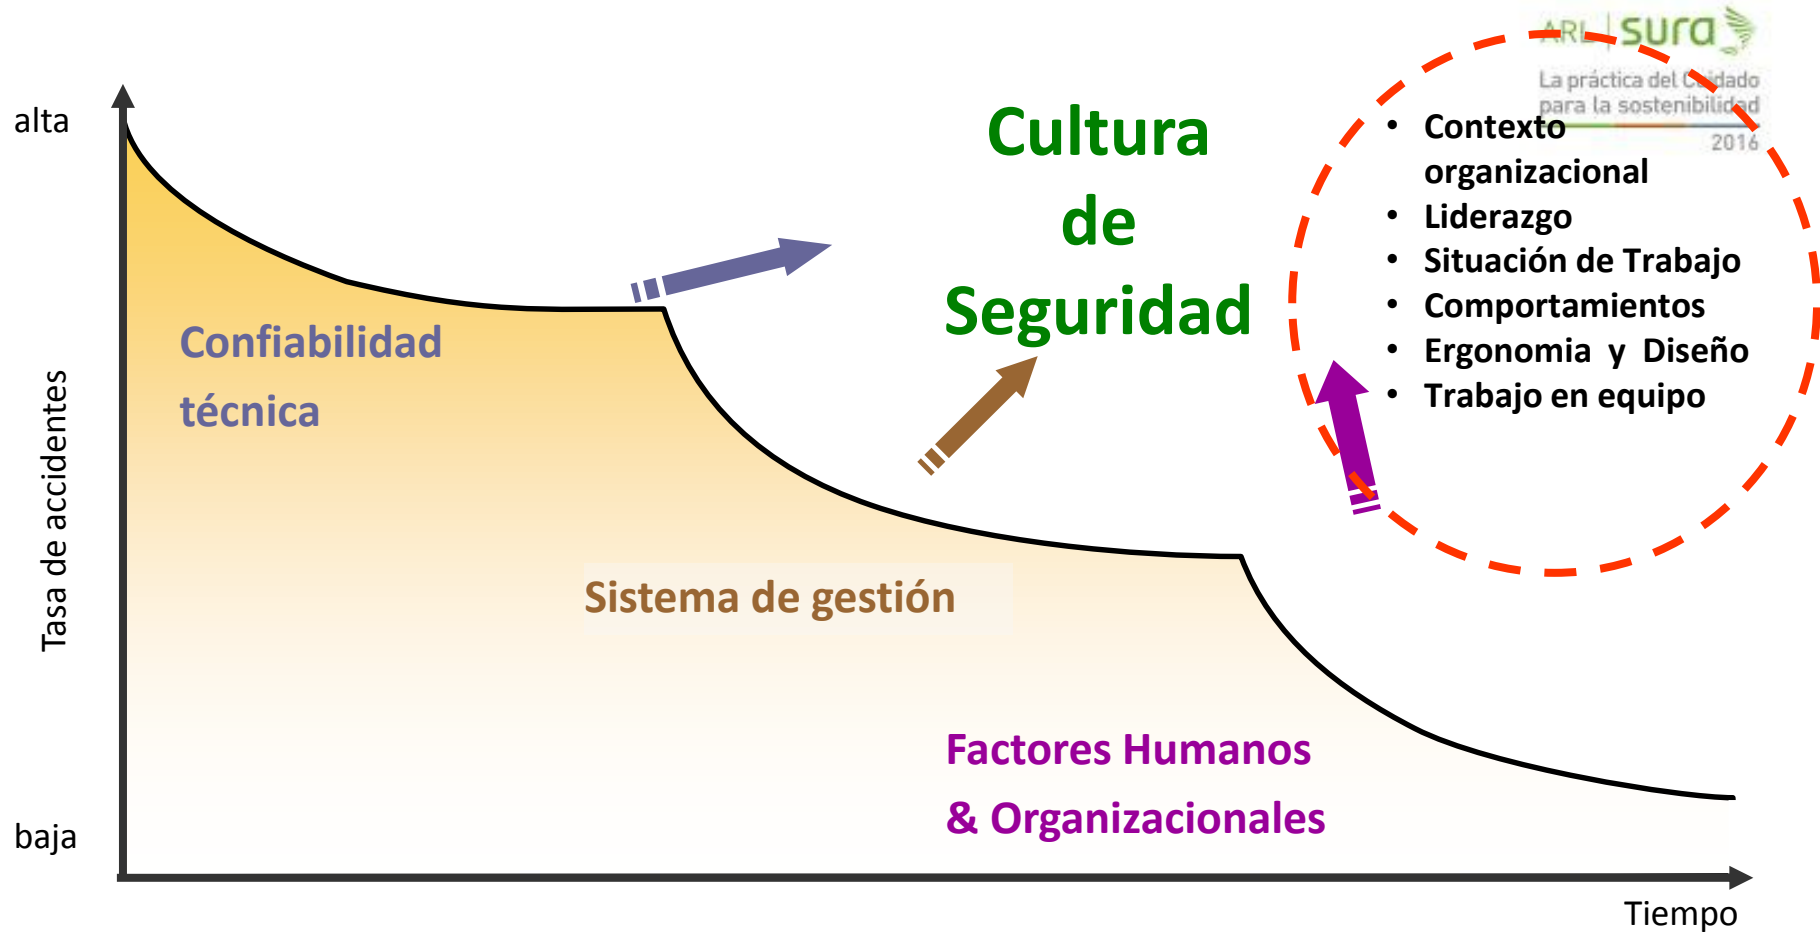 ARL | sura
La práctica del Cuidado
para la sostenibilidad
2016
alta
Cultura
de
Seguridad
• Contexto
organizacional
• Liderazgo
• Situación de Trabajo
• Comportamientos
• Ergonomia y Diseño
• Trabajo en equipo
Confiabilidad
técnica
Tasa de accidentes
Sistema de gestión
Factores Humanos
& Organizacionales
baja
Tiempo